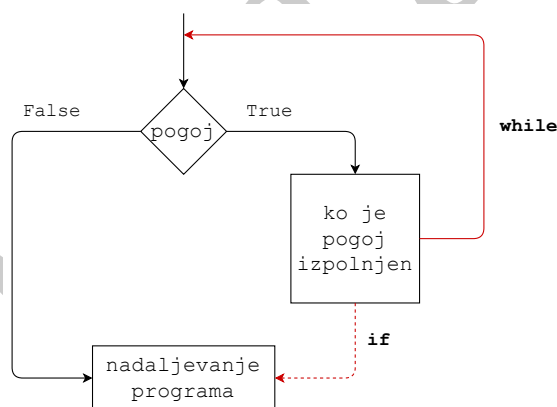 False
True
pogoj
while
ko je
pogoj
izpolnjen
if
nadaljevanje
programa